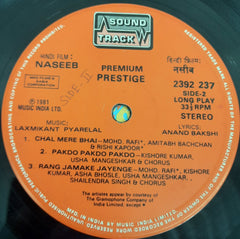 SOUND
TRACK
HINDI FILM:
NASEEB
PREMIUM
PRESTIGE
हिन्दी फिल्म:
नसीब
2392 237
SIDE-2
LONG PLAY
33⅓ RPM
STEREO
SIDE II
℗ 1981
MUSIC INDIA LTD.
MUSIC:
LAXMIKANT PYARELAL
LYRICS:
ANAND BAKSHI
1. CHAL MERE BHAI - MOHD. RAFI*, AMITABH BACHCHAN
& RISHI KAPOOR*
2. PAKDO PAKDO PAKDO - KISHORE KUMAR,
USHA MANGESHKAR & CHORUS
3. RANG JAMAKE JAYENGE - MOHD. RAFI*, KISHORE
KUMAR, ASHA BHOSLE, USHA MANGESHKAR,
SHAILENDRA SINGH & CHORUS
The artistes appear by courtesy of
The Gramophone Company of
India Limited, except *